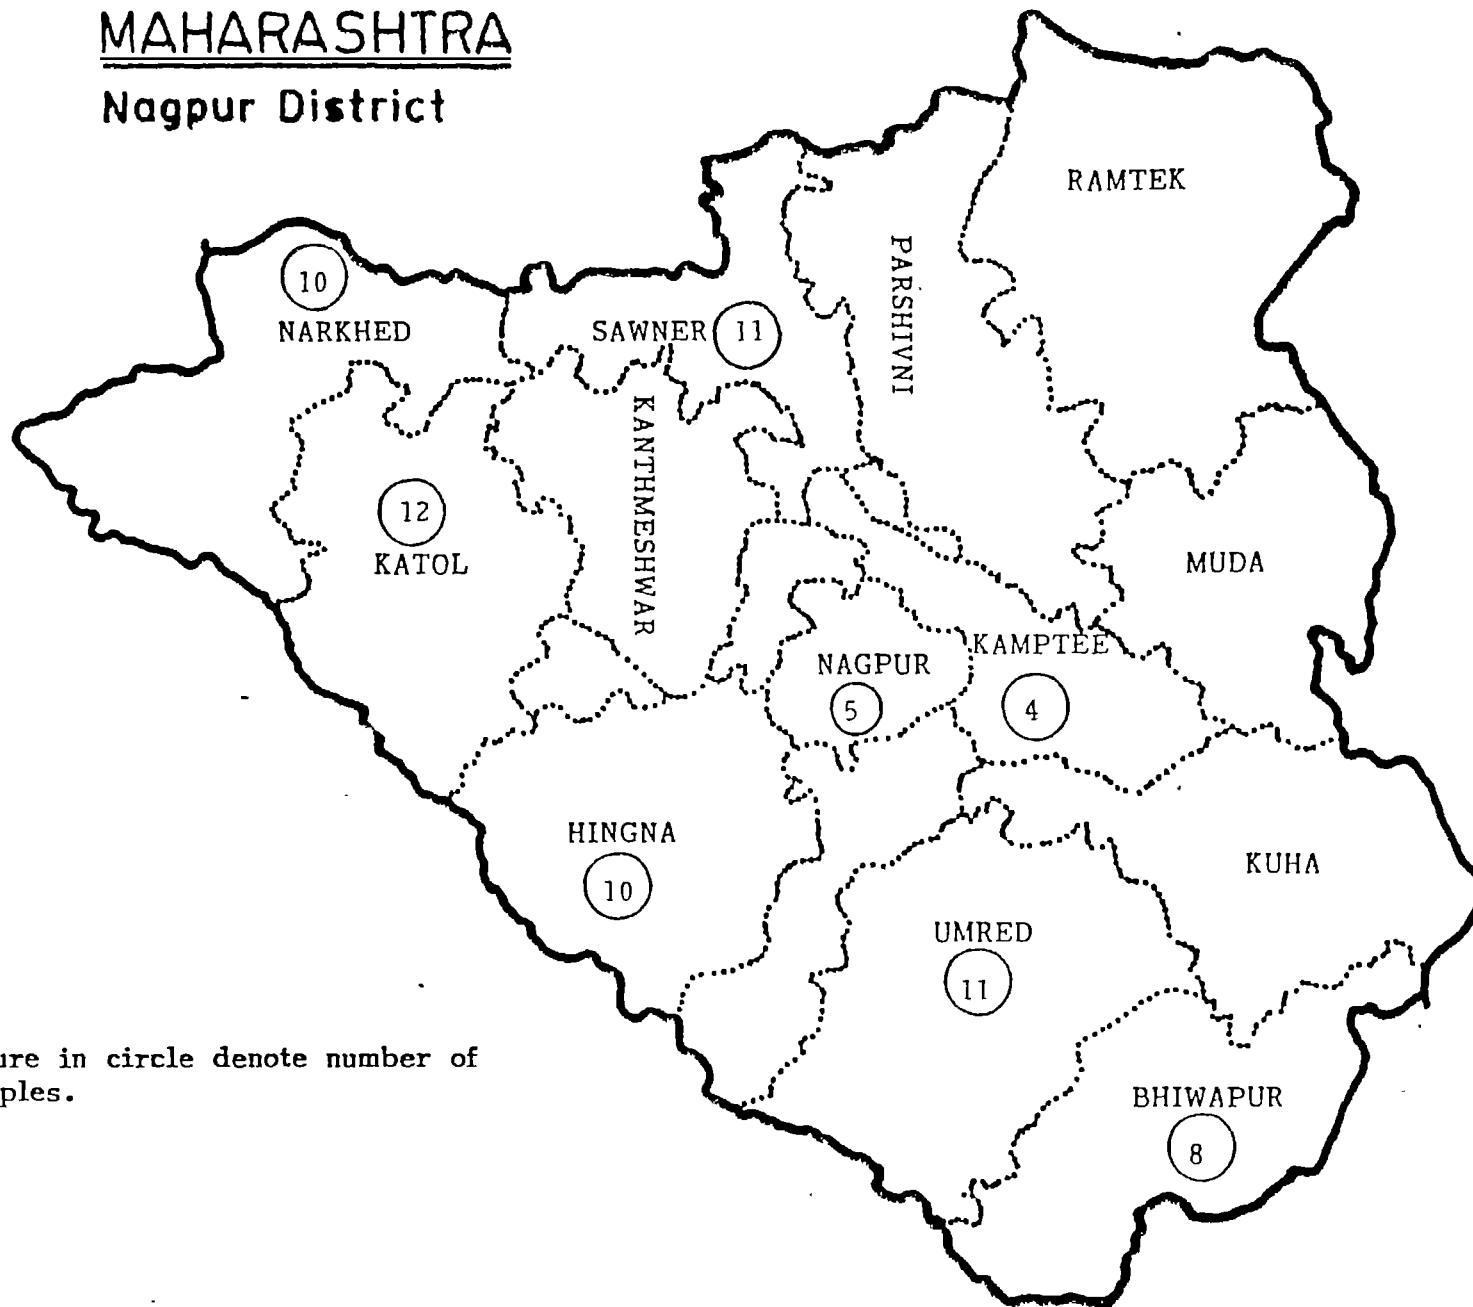 MAHARASHTRA
Nagpur District
RAMTEK
PARSHIVNI
10
NARKHED
SAWNER 11
KANTHMESHWAR
12
KATOL
MUDA
NAGPUR
5
KAMPTEE
4
HINGNA
10
KUHA
UMRED
11
BHIWAPUR
8
ure in circle denote number of
ples.